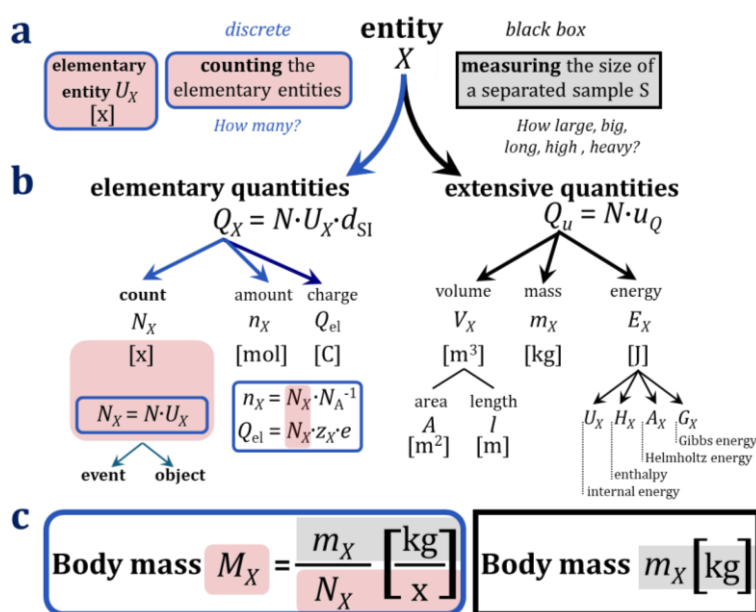 a
discrete
entity
black box
X
elementary
entity U_X
[x]
counting the
elementary entities
measuring the size of
a separated sample S
How many?
How large, big,
long, high , heavy?
b
elementary quantities
extensive quantities
Q_X = N·U_X·d_SI
Q_u = N·u_Q
count
amount
charge
volume
mass
energy
N_X
n_X
Q_el
V_X
m_X
E_X
[x]
[mol]
[C]
[m³]
[kg]
[J]
N_X = N·U_X
n_X = N_X·N_A⁻¹
Q_el = N_X·z_X·e
area
length
A
l
[m²]
[m]
U_X H_X A_X G_X
Gibbs energy
Helmholtz energy
enthalpy
internal energy
event
object
c
Body mass M_X = m_X / N_X [kg / x]
Body mass m_X [kg]